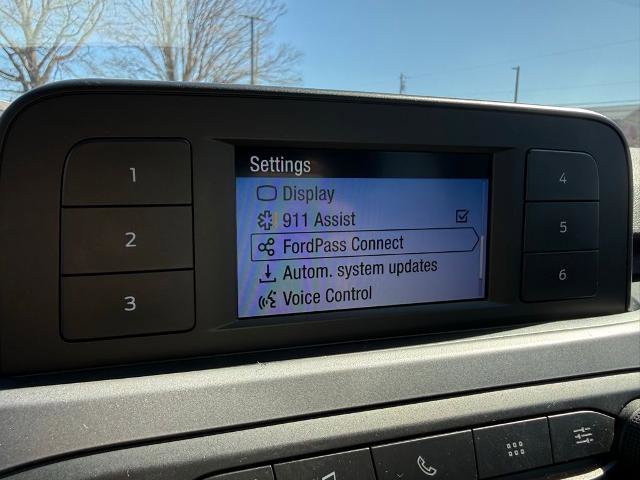 Settings
Display
911 Assist
FordPass Connect
Autom. system updates
Voice Control
1
2
3
4
5
6